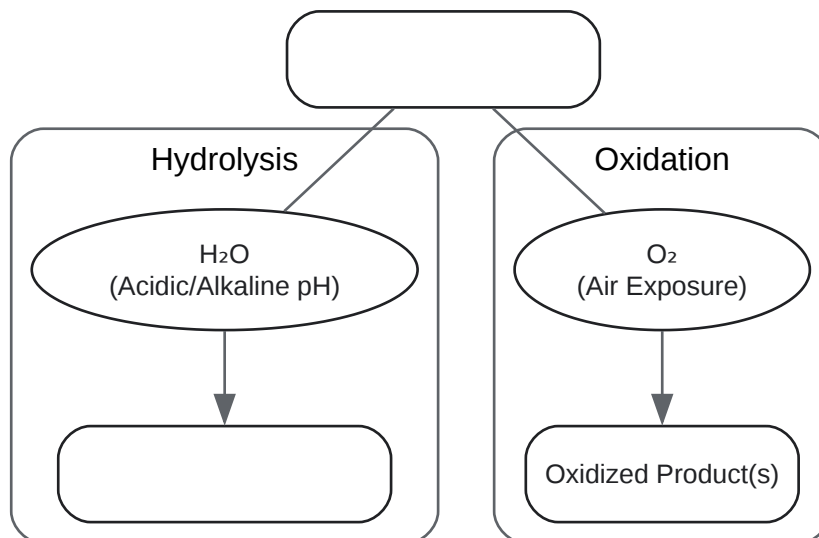 Hydrolysis
Oxidation
H₂O
(Acidic/Alkaline pH)
O₂
(Air Exposure)
Oxidized Product(s)